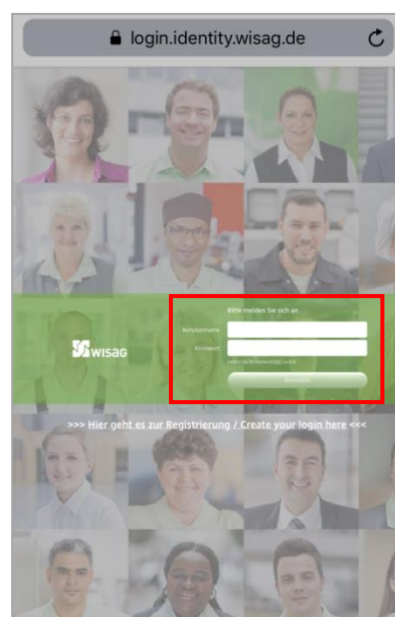 login.identity.wisag.de
Bitte melden Sie sich an
Benutzername
Kennwort
WISAG
>>> Hier geht es zur Registrierung / Create your login here <<<